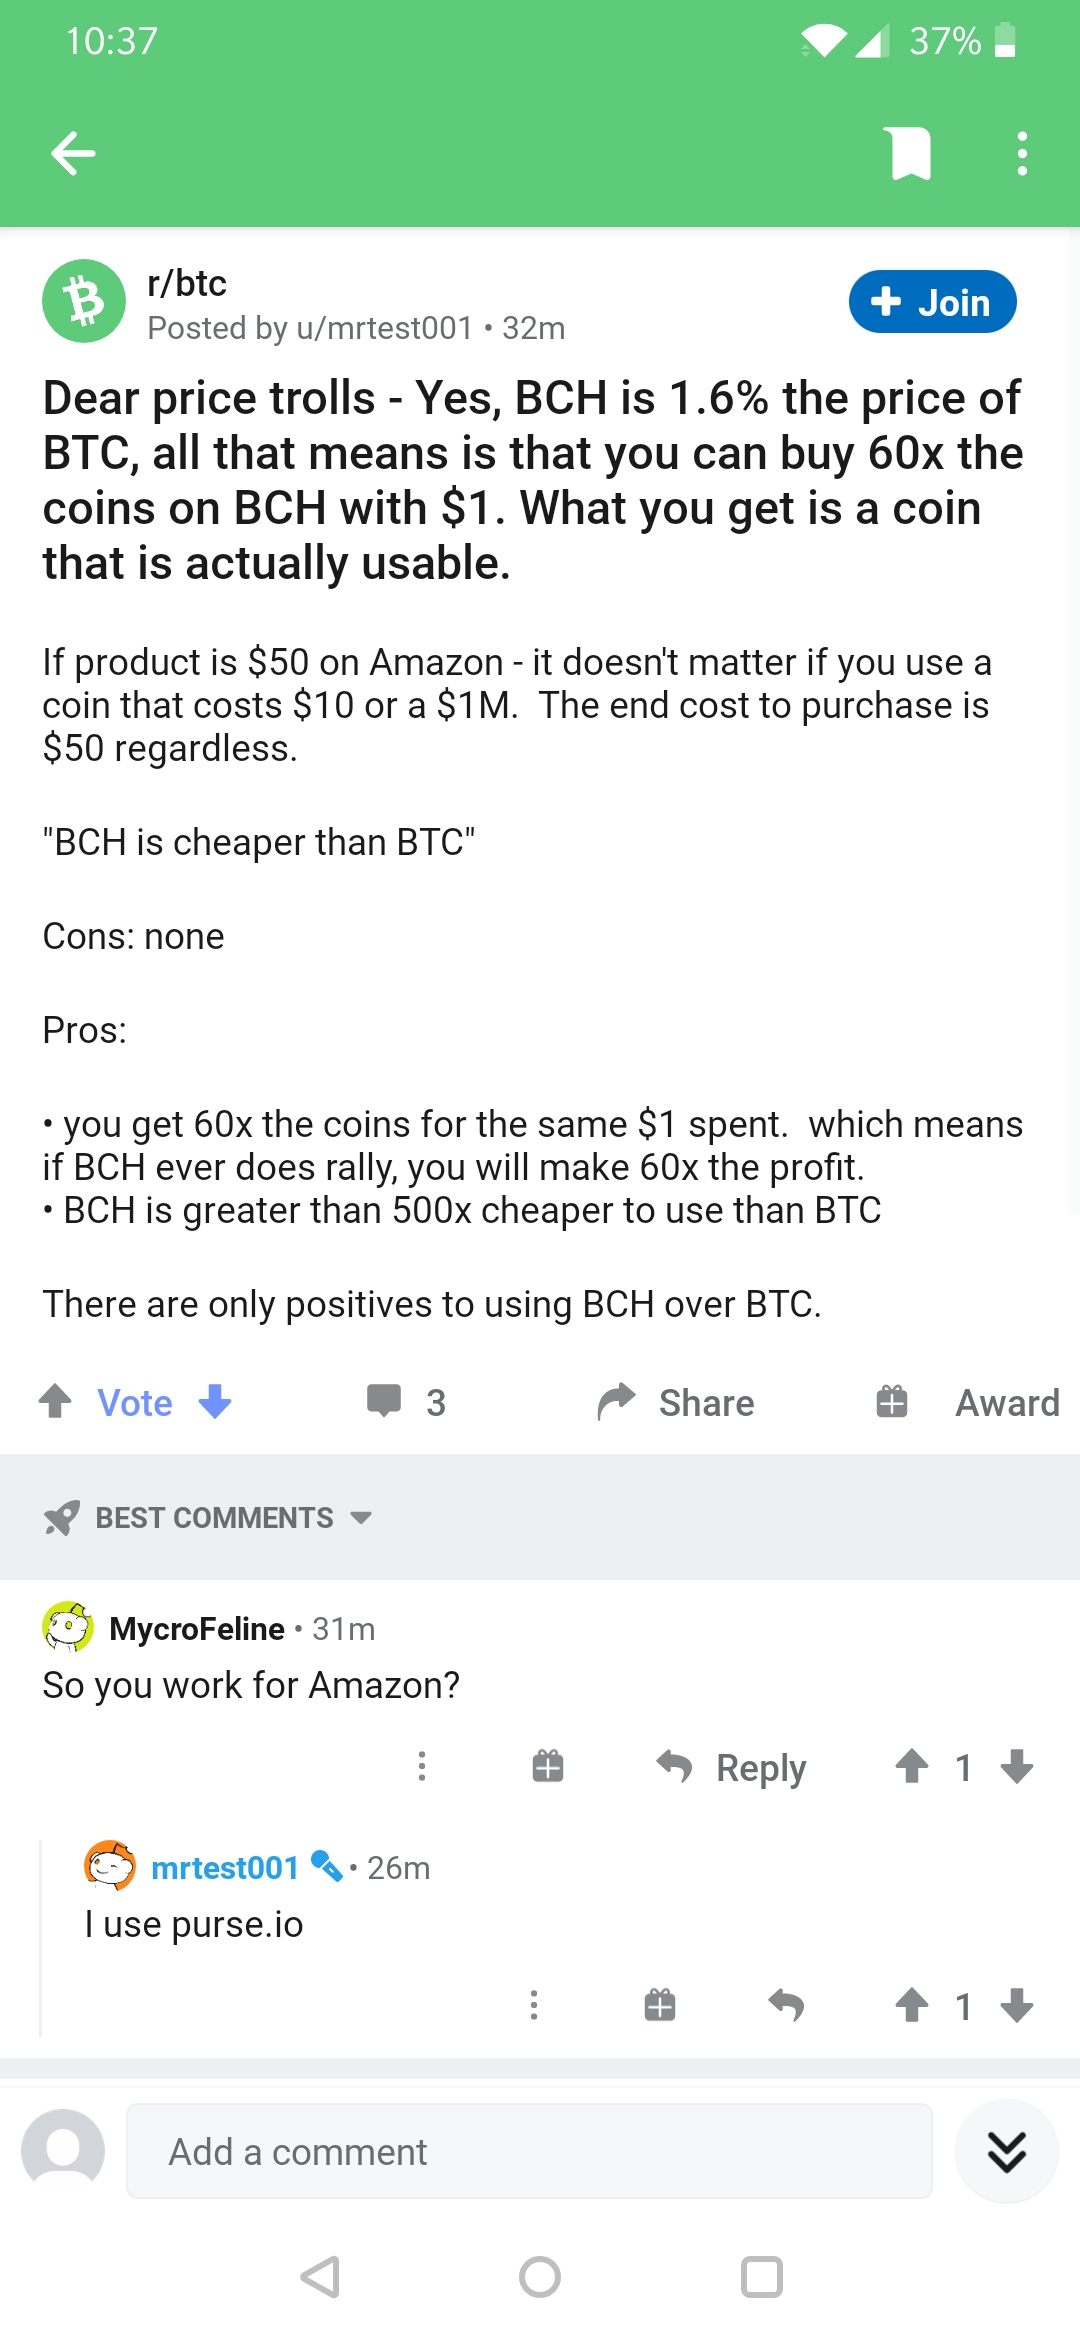 10:37
37%
r/btc
Posted by u/mrtest001 • 32m
+ Join
Dear price trolls - Yes, BCH is 1.6% the price of
BTC, all that means is that you can buy 60x the
coins on BCH with $1. What you get is a coin
that is actually usable.
If product is $50 on Amazon - it doesn't matter if you use a
coin that costs $10 or a $1M.  The end cost to purchase is
$50 regardless.
"BCH is cheaper than BTC"
Cons: none
Pros:
• you get 60x the coins for the same $1 spent.  which means
if BCH ever does rally, you will make 60x the profit.
• BCH is greater than 500x cheaper to use than BTC
There are only positives to using BCH over BTC.
Vote 3 Share Award
BEST COMMENTS
MycroFeline • 31m
So you work for Amazon?
Reply 1
mrtest001 • 26m
I use purse.io
1
Add a comment